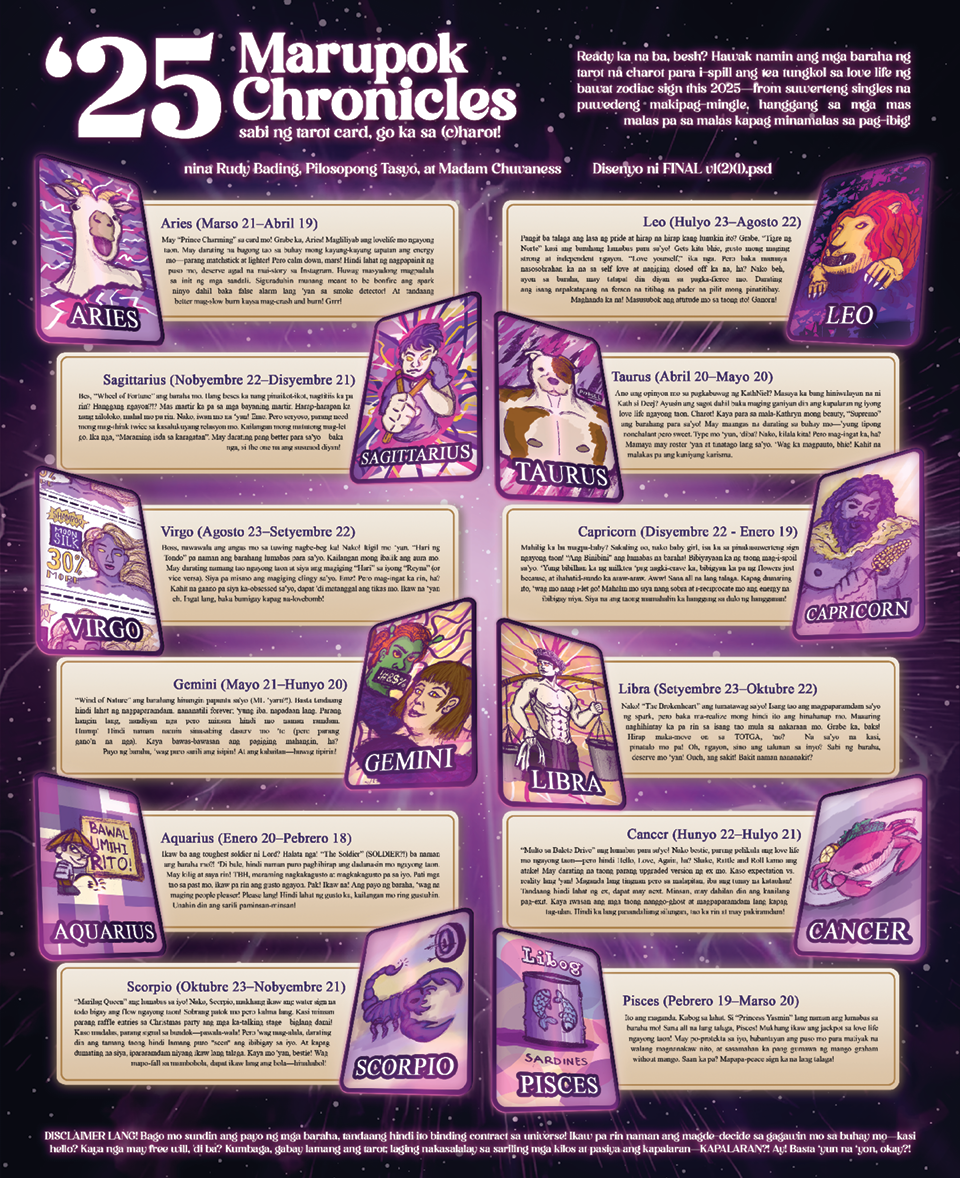 ‘25 Marupok
Chronicles
sabi ng tarot card, go ka sa (c)harot!
Ready ka na ba, besh? Hawak namin ang mga baraha ng
tarot na charot para i-spill ang tea tungkol sa love life ng
bawat zodiac sign this 2025—from suwerteng singles na
puwedeng makipag-mingle, hanggang sa mga mas
malas pa sa malas kapag minamalas sa pag-ibig!
nina Rudy Bading, Pilosopong Tasyo, at Madam Chuvaness
Disenyo ni FINAL v1(2)(1).psd
ARIES
Aries (Marso 21–Abril 19)
May “Prince Charming” sa card mo! Grabe ka, Aries! Magliliyab ang lovelife mo ngayong
taon. May darating na bagong tao sa buhay mong kayang-kayang tapatan ang energy
mo—parang matchstick at lighter! Pero calm down, mars! Hindi lahat ng nagpapainit ng
puso mo, deserve agad na mai-story sa Instagram. Huwag masyadong magpadala
sa init ng mga sandali. Siguraduhin munang meant to be bonfire ang spark
ninyo dahil baka false alarm lang ’yan sa smoke detector! At tandaang
better mag-slow burn kaysa mag-crash and burn! Grrr!
Leo (Hulyo 23–Agosto 22)
Pangit ba talaga ang lasa ng pride at hirap na hirap kang lunukin ito? Grabe, “Tigre ng
Norte” kasi ang barahang lumabas para sa’yo! Gets kita bhie, gusto mong maging
strong at independent ngayon. “Love yourself,” ika nga. Pero baka mamaya
nasosobrahan ka na sa self love at nagiging closed off ka na, ha? Nako beh,
ayon sa baraha, may tatapat din diyan sa pagka-fierce mo. Darating
ang isang nepakatapang na person na titibag sa pader na pilit mong pinatitibay.
Maghanda ka na! Masusubok ang attitude mo sa taong ito! Gauorn!
LEO
Sagittarius (Nobyembre 22–Disyembre 21)
Bes, “Wheel of Fortune” ang baraha mo. Ilang beses ka nang pinaikot-ikot, nagtitiis ka pa
rin? Hanggang ngayon?!? Mas martir ka pa sa mga bayaning martir. Harap-harapan ka
nang niloloko, mahal mo pa rin. Nako, iwan mo na ’yan! Eme! Pero seryoso, parang need
mong mag-think twice sa kasalukuyang relasyon mo. Kailangan mong matutong mag-let
go. Ika nga, “Maraming isda sa karagatan”. May darating pang better para sa’yo baka
nga, si the one na ang susunod diyan!
SAGITTARIUS
TAURUS
Taurus (Abril 20–Mayo 20)
Ano ang opinyon mo sa pagkabuwag ng KathNiel? Masaya ka bang hiniwalayan na ni
Kath si Deej? Ayusin ang sagot dahil baka maging ganiyan din ang kapalaran ng iyong
love life ngayong taon. Charot! Kaya para sa mala-Kathryn mong beauty, “Supremo”
ang barahang para sa’yo! May maangas na darating sa buhay mo—’yung tipong
nonchalant pero sweet. Type mo ’yun, ’diba? Nako, kilala kita! Pero mag-ingat ka, ha?
Mamaya may roster ’yan at tinatago lang sa’yo. ‘Wag ka magpauto, bhie! Kahit na
malakas pa ang kaniyang karisma.
VIRGO
SHAMPOO
MOON
SILK
30%
MORE
Virgo (Agosto 23–Setyembre 22)
Boss, nawawala ang angas mo sa tuwing nagbe-beg ka! Nako! Itigil mo ’yan. “Hari ng
Tondo” pa naman ang barahang lumabas para sa’yo. Kailangan mong ibalik ang aura mo.
May darating namang tao ngayong taon at siya ang magiging “Hari” sa iyong “Reyna” (or
vice versa). Siya pa mismo ang magiging clingy sa’yo. Emz! Pero mag-ingat ka rin, ha?
Kahit na gaano pa siya ka-obsessed sa’yo, dapat ’di matanggal ang tikas mo. Ikaw na ’yan
eh. Ingat lang, baka bumigay kapag na-lovebomb!
Capricorn (Disyembre 22 - Enero 19)
Mahilig ka ba magpa-baby? Sakaling oo, nako baby girl, isa ka sa pinakasuwerteng sign
ngayong taon! “Ang Binibini” ang lumabas na baraha! Bibiyayaan ka ng taong mag-i-spoil
sa’yo. ‘Yung bibilhan ka ng milktea ’pag nagki-crave ka, bibigyan ka pa ng flowers just
because, at ihahatid-sundo ka araw-araw. Aww! Sana all na lang talaga. Kapag dumating
ito, ’wag mo nang i-let go! Mahalin mo siya nang sobra at i-reciprocate mo ang energy na
ibibigay niya. Siya na ang taong mamahalin ka hanggang sa dulo ng hangganan!
CAPRICORN
Gemini (Mayo 21–Hunyo 20)
“Wind of Nature” ang barahang hinangin papunta sa’yo (ML ’yarn?!). Basta tandaang
hindi lahat ng nagpaparamdam, nananatili forever; ’yung iba, napadaan lang. Parang
hangin lang, nandiyan nga pero minsan hindi mo naman ramdam.
Hump! Hindi naman namin sinasabing deserve mo ’to (pero parang
gano’n na nga). Kaya bawas-bawasan ang pagiging mahangin, ha?
Payo ng baraha, ’wag puro sarili ang isipin! At ang kabaitan—huwag tipirin!
GEMINI
LIBRA
Libra (Setyembre 23–Oktubre 22)
Nako! “The Brokenheart” ang tumatawag sa’yo! Isang tao ang magpaparamdam sa’yo
ng spark, pero baka ma-realize mong hindi ito ang hinahanap mo. Maaaring
naghihintay ka pa rin sa isang tao mula sa nakaraan mo. Grabe ka, baks!
Hirap maka-move on sa TOTGA, ’no? Na sa’yo na kasi,
pinatalo mo pa! Oh, ngayon, sino ang talunan sa inyo? Sabi ng baraha,
deserve mo ’yan! Ouch, ang sakit! Bakit naman nananakit?
BAWAL
UMIHI
RITO!
AQUARIUS
Aquarius (Enero 20–Pebrero 18)
Ikaw ba ang toughest soldier ni Lord? Halata nga! “The Soldier” (SOLDIER?!) ba naman
ang baraha mo?! ‘Di bale, hindi naman puro paghihirap ang dadanasin mo ngayong taon.
May kilig at saya rin! TBH, maraming nagkakagusto at magkakagusto pa sa iyo. Pati mga
tao sa past mo, ikaw pa rin ang gusto ngayon. Pak! Ikaw na! Ang payo ng baraha, ’wag na
maging people pleaser! Please lang! Hindi lahat ng gusto ka, kailangan mo ring gustuhin.
Unahin din ang sarili paminsan-minsan!
Cancer (Hunyo 22–Hulyo 21)
“Multo sa Balete Drive” ang lumabas para sa’yo! Nako bestie, parang pelikula ang love
life mo ngayong taon—pero hindi Hello, Love, Again, ha? Shake, Rattle and Roll kamo ang
atake! May darating na taong parang upgraded version ng ex mo. Kaso expectation vs.
reality lang ’yan! Maganda lang tingnan pero sa malapitan, iba ang tunay na katauhan!
Tandaang hindi lahat ng ex, dapat may next. Minsan, may dahilan din ang kanilang
pag-exit. Kaya iwasan ang mga taong nanggo-ghost at magpaparamdam lang kapag
tag-ulan. Hindi ka lang panandaliang silungan, tao ka rin at may pakiramdam!
CANCER
Scorpio (Oktubre 23–Nobyembre 21)
“Marilag Queen” ang lumabas sa iyo! Nako, Scorpio, mukhang ikaw ang water sign na
todo bigay ang flow ngayong taon! Sobrang patok mo pero kalma lang. Kasi minsan
parang raffle entries sa Christmas party ang mga ka-talking stage biglang dami!
Kaso madalas, parang signal sa bundok—pawala-wala! Pero ’wag mag-alala, darating
din ang tamang taong hindi lamang puro “seen” ang ibibigay sa iyo. At kapag
dumating na siya, ipararamdam niyang ikaw lang talaga. Kaya mo ’yan, bestie! Wag
mapo-fall sa mambobola, dapat ikaw lang ang bola—hiuahahol!
SCORPIO
Libog
SARDINES
PISCES
Pisces (Pebrero 19–Marso 20)
Ito ang maganda. Kabog sa lahat. Si “Princess Yasmin” lang naman ang lumabas na
baraha mo! Sana all na lang talaga, Pisces! Mukhang ikaw ang jackpot sa love life
ngayong taon! May po-protekta sa iyo, babantayan ang puso mo para matiyak na
walang magnanakaw nito, at sasamahan ka pang gumawa ng mango graham
without mango. Saan ka pa? Mapapa-peace sign ka na lang talaga!
DISCLAIMER LANG! Bago mo sundin ang payo ng mga baraha, tandaang hindi ito binding contract sa universe! Ikaw pa rin naman ang magde-decide sa gagawin mo sa buhay mo—kasi
hello? Kaya nga may free will, di ba? Kumbaga, gabay lamang ang tarot; laging nakasalalay sa sariling mga kilos at pasiya ang kapalaran—KAPALARAN?! Ay! Basta ’yun na ’yon, okay?!